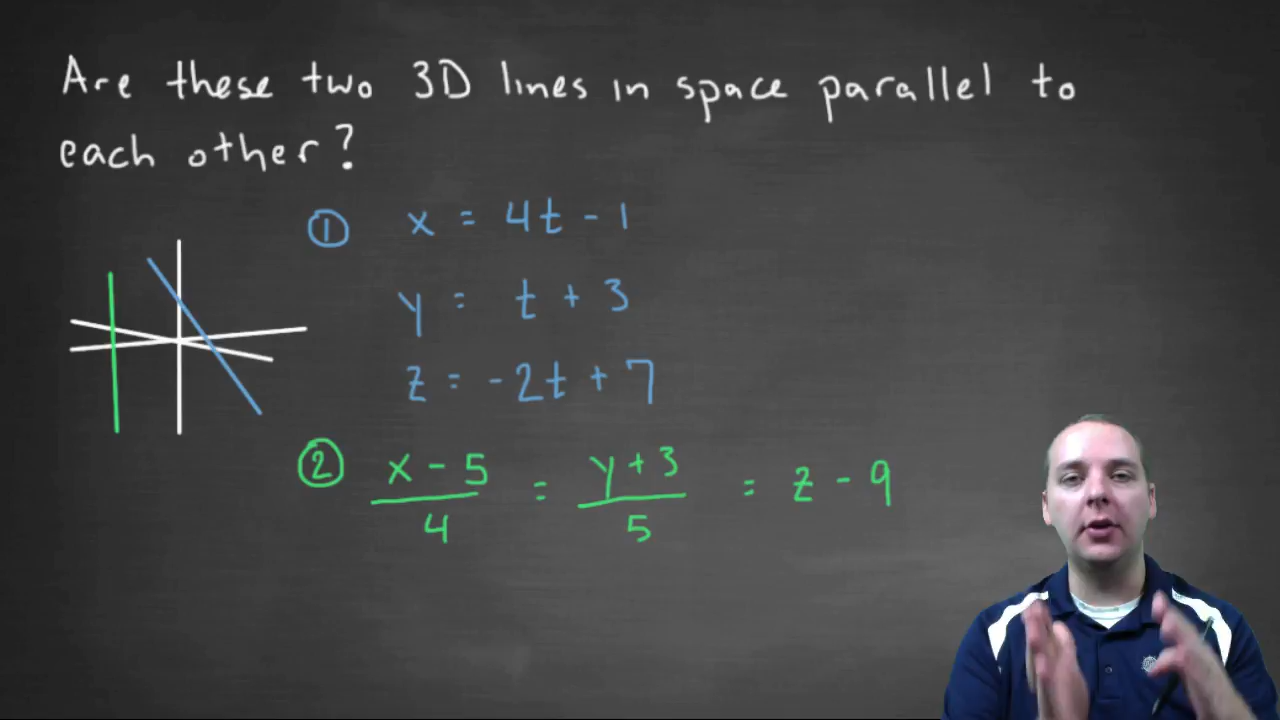 Are these two 3D lines in space parallel to
each other?
① x = 4t - 1
y = t + 3
z = -2t + 7
② x - 5 / 4 = y + 3 / 5 = z - 9